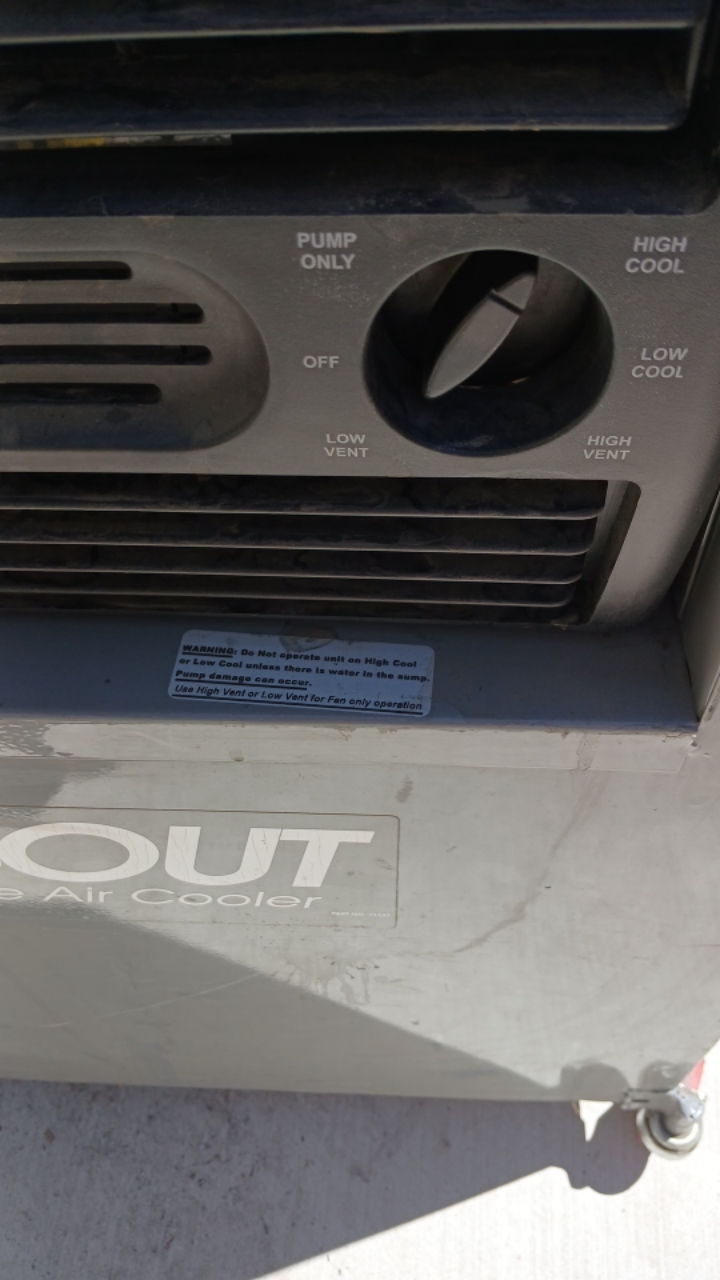 PUMP
ONLY
HIGH
COOL
OFF
LOW
COOL
LOW
VENT
HIGH
VENT
WARNING: Do Not operate unit on High Cool
or Low Cool unless there is water in the sump.
Pump damage can occur.
Use High Vent or Low Vent for Fan only operation
OUT
e Air Cooler